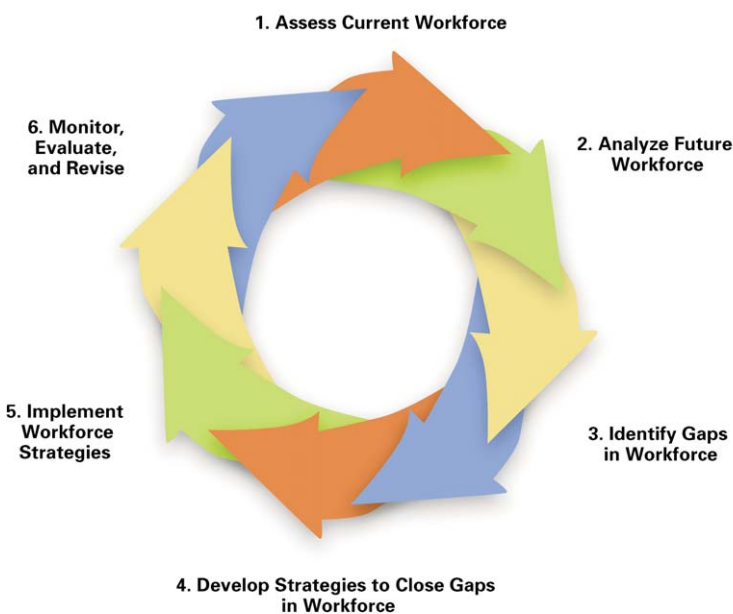 1. Assess Current Workforce
2. Analyze Future
Workforce
3. Identify Gaps
in Workforce
4. Develop Strategies to Close Gaps
in Workforce
5. Implement
Workforce
Strategies
6. Monitor,
Evaluate,
and Revise